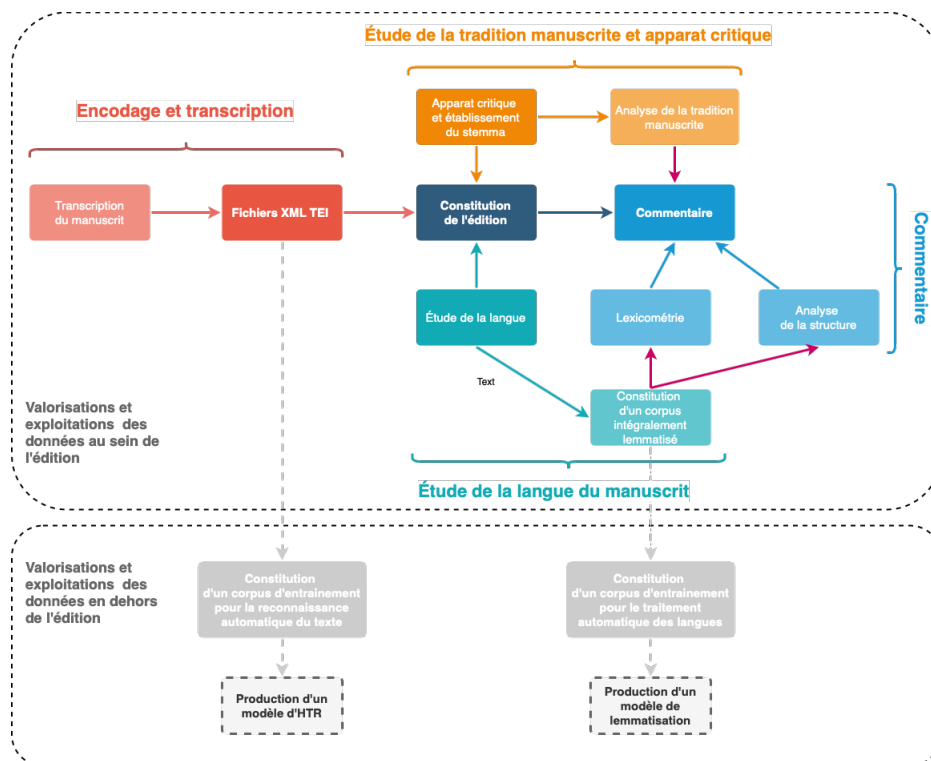 Étude de la tradition manuscrite et apparat critique
Encodage et transcription
Apparat critique
et établissement
du stemma
Analyse de la tradition
manuscrite
Transcription
du manuscrit
Fichiers XML TEI
Constitution
de l'édition
Commentaire
Commentaire
Étude de la langue
Lexicométrie
Analyse
de la structure
Text
Constitution
d'un corpus
intégralement
lemmatisé
Valorisations et
exploitations des
données au sein de
l'édition
Étude de la langue du manuscrit
Valorisations et
exploitations des
données en dehors
de l'édition
Constitution
d'un corpus d'entrainement
pour la reconnaissance
automatique du texte
Constitution
d'un corpus d'entrainement
pour le traitement
automatique des langues
Production d'un
modèle d'HTR
Production d'un
modèle de
lemmatisation